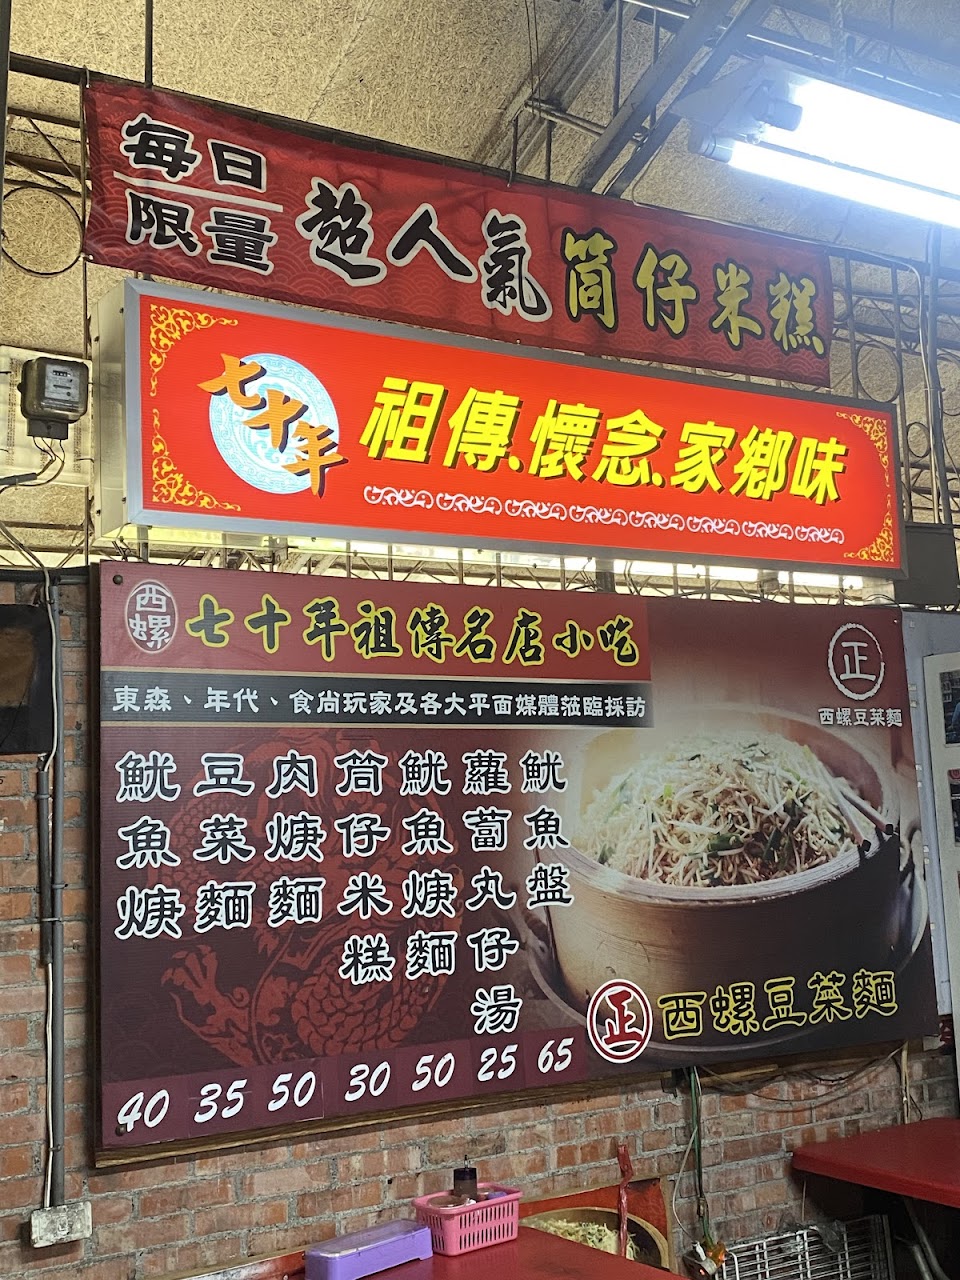 每日
限量
超人氣筒仔米糕
七十年
祖傳、懷念、家鄉味
西螺
七十年祖傳名店小吃
東森、年代、食尚玩家及各大平面媒體蒞臨採訪
正
西螺豆菜麵
魷魚焿
豆菜麵
肉焿麵
筒仔米糕
魷魚焿麵
蘿蔔丸仔湯
魷魚盤
40 35 50 30 50 25 65
正 西螺豆菜麵